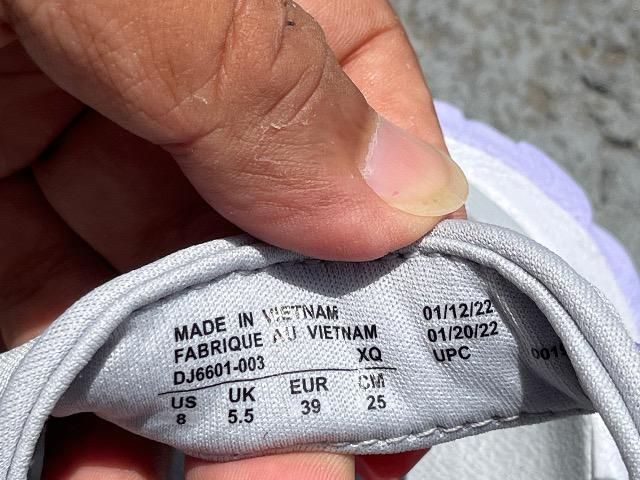 MADE IN VIETNAM
FABRIQUE AU VIETNAM
DJ6601-003 XQ
US UK EUR CM
8 5.5 39 25
01/12/22
01/20/22
UPC